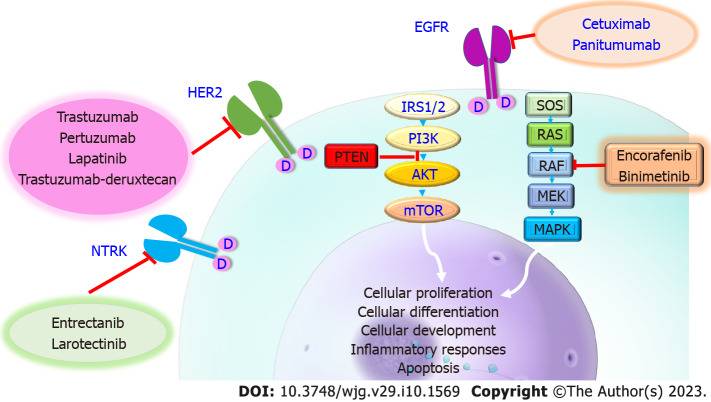 EGFR
Cetuximab
Panitumumab
HER2
Trastuzumab
Pertuzumab
Lapatinib
Trastuzumab-deruxtecan
D
D
D
D
IRS1/2
PI3K
PTEN
AKT
mTOR
SOS
RAS
RAF
MEK
MAPK
Encorafenib
Binimetinib
NTRK
D
D
Entrectanib
Larotectinib
Cellular proliferation
Cellular differentiation
Cellular development
Inflammatory responses
Apoptosis
DOI: 10.3748/wjg.v29.i10.1569 Copyright ©The Author(s) 2023.